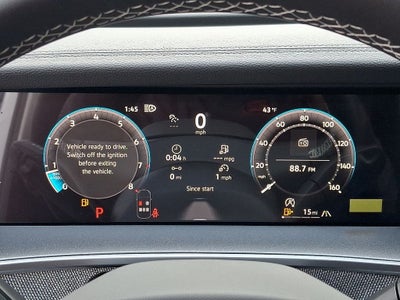 1:45
0
mph
43 °F
3 4 5
2 6
1 7
0 8
Vehicle ready to drive.
Switch off the ignition
before exiting
the vehicle.
0:04 h
--- mpg
0 mi
1 mph
Since start
60 80 100
40 120
20 140
mph 160
88.7 FM
P
15 mi